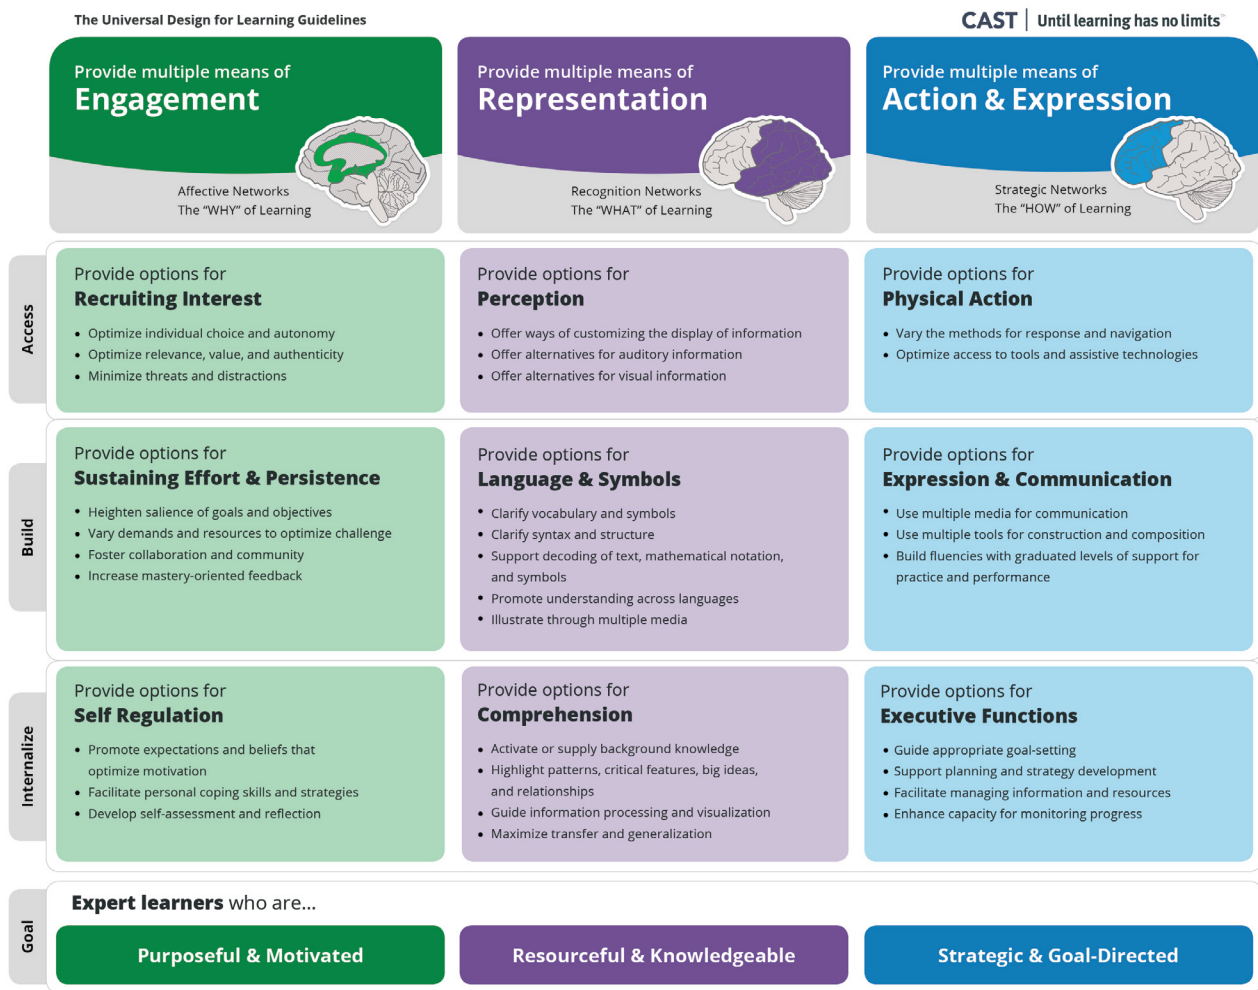 The Universal Design for Learning Guidelines
CAST | Until learning has no limits™
Provide multiple means of
Engagement
Affective Networks
The “WHY” of Learning
Provide multiple means of
Representation
Recognition Networks
The “WHAT” of Learning
Provide multiple means of
Action & Expression
Strategic Networks
The “HOW” of Learning
Access
Provide options for
Recruiting Interest
• Optimize individual choice and autonomy
• Optimize relevance, value, and authenticity
• Minimize threats and distractions
Provide options for
Perception
• Offer ways of customizing the display of information
• Offer alternatives for auditory information
• Offer alternatives for visual information
Provide options for
Physical Action
• Vary the methods for response and navigation
• Optimize access to tools and assistive technologies
Build
Provide options for
Sustaining Effort & Persistence
• Heighten salience of goals and objectives
• Vary demands and resources to optimize challenge
• Foster collaboration and community
• Increase mastery-oriented feedback
Provide options for
Language & Symbols
• Clarify vocabulary and symbols
• Clarify syntax and structure
• Support decoding of text, mathematical notation,
and symbols
• Promote understanding across languages
• Illustrate through multiple media
Provide options for
Expression & Communication
• Use multiple media for communication
• Use multiple tools for construction and composition
• Build fluencies with graduated levels of support for
practice and performance
Internalize
Provide options for
Self Regulation
• Promote expectations and beliefs that
optimize motivation
• Facilitate personal coping skills and strategies
• Develop self-assessment and reflection
Provide options for
Comprehension
• Activate or supply background knowledge
• Highlight patterns, critical features, big ideas,
and relationships
• Guide information processing and visualization
• Maximize transfer and generalization
Provide options for
Executive Functions
• Guide appropriate goal-setting
• Support planning and strategy development
• Facilitate managing information and resources
• Enhance capacity for monitoring progress
Goal
Expert learners who are...
Purposeful & Motivated
Resourceful & Knowledgeable
Strategic & Goal-Directed